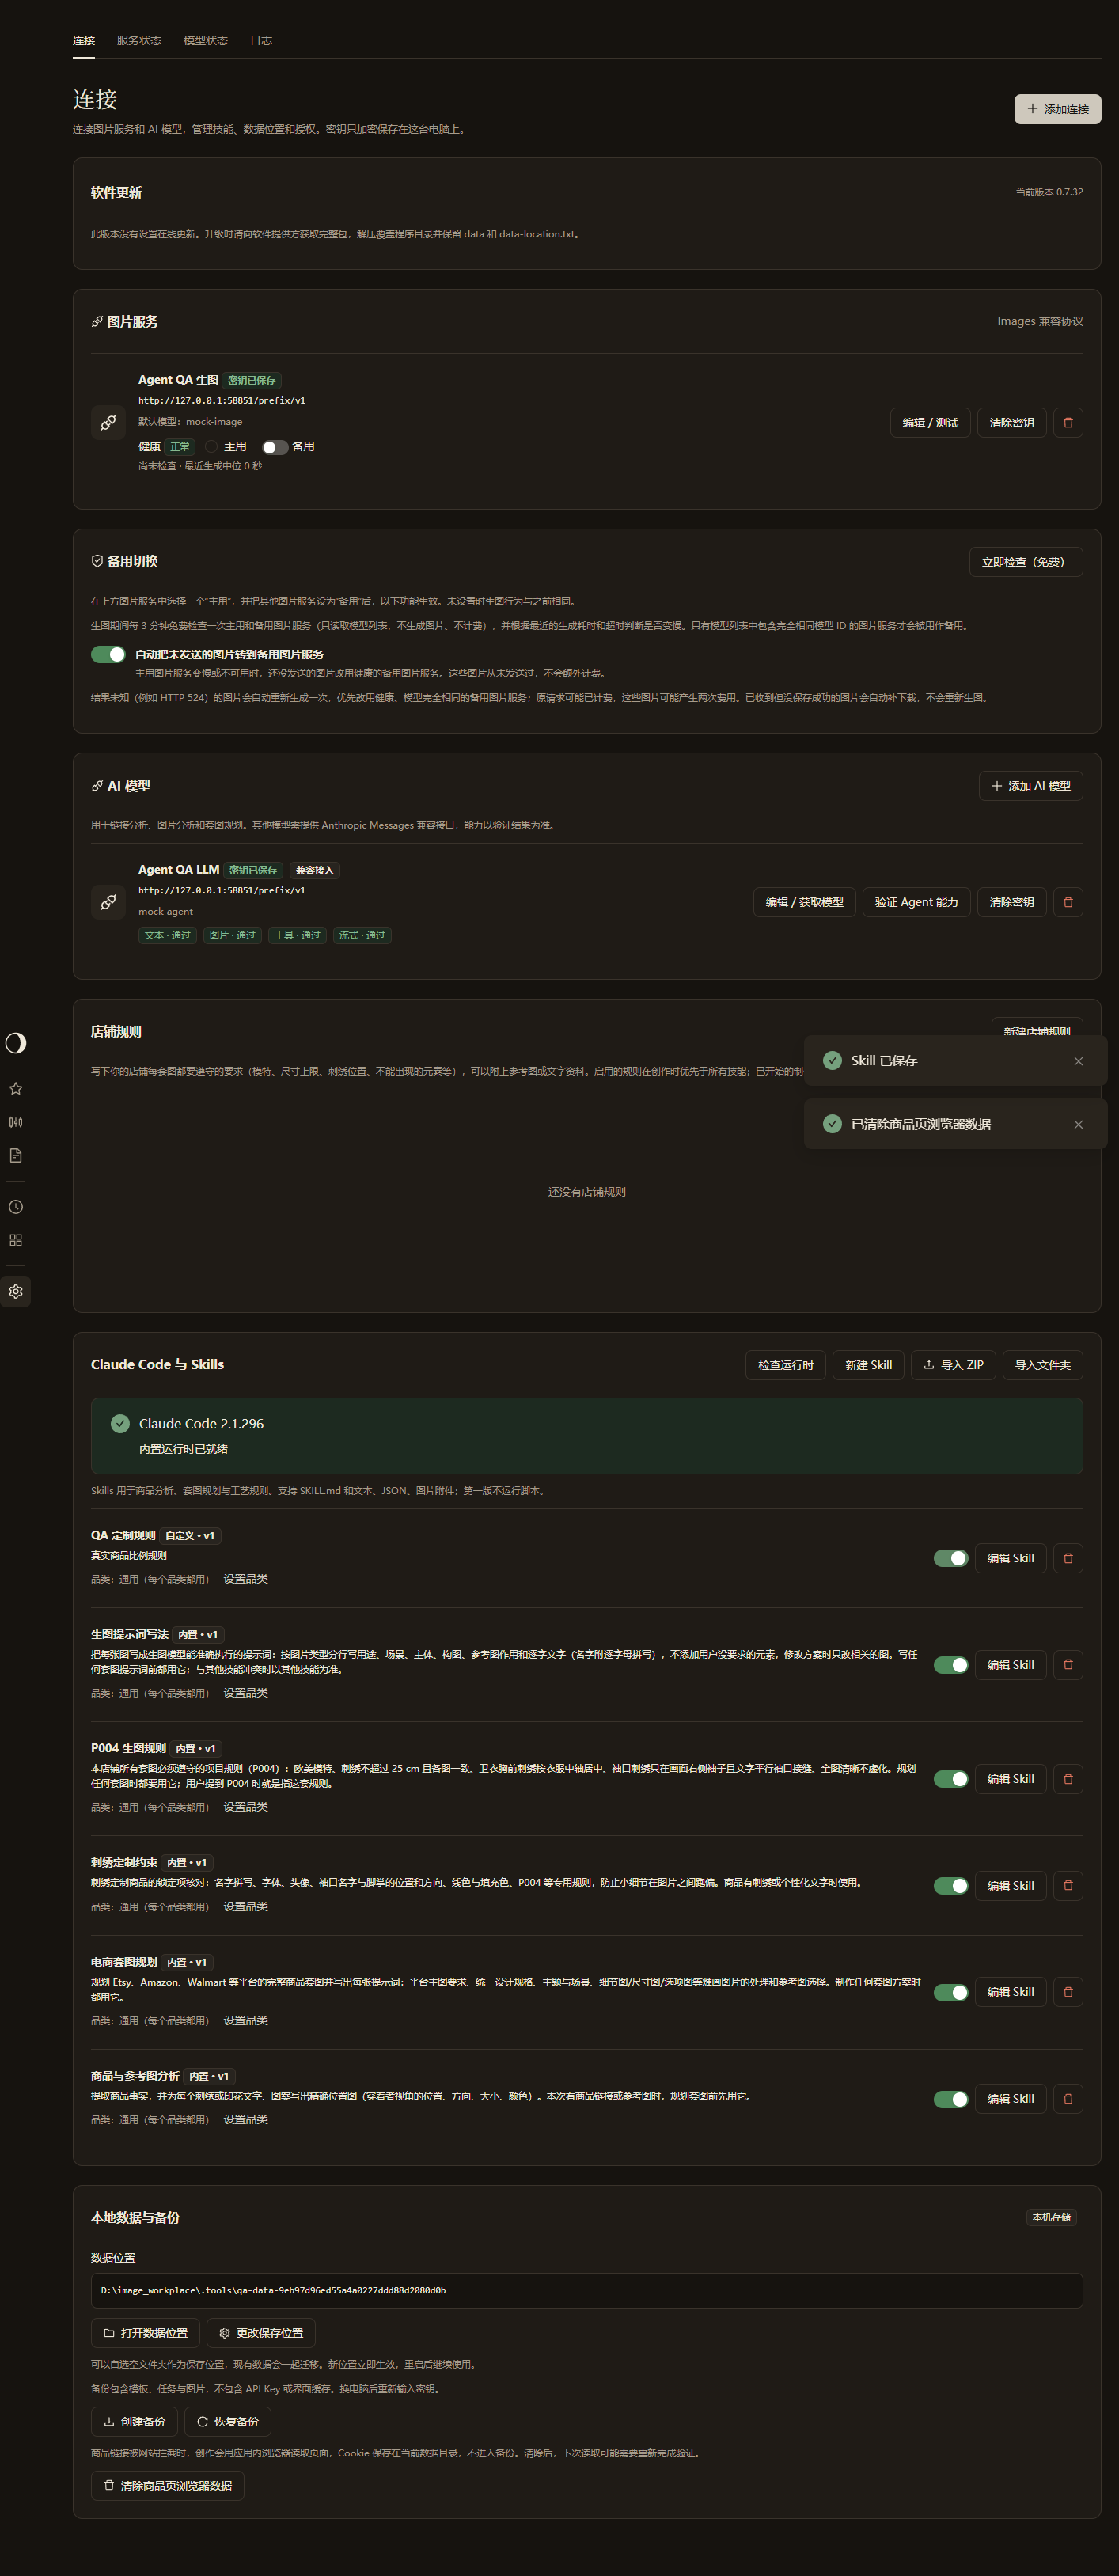 连接 服务状态 模型状态 日志
连接
添加连接
连接图片服务和 AI 模型，管理技能、数据位置和授权。密钥只加密保存在这台电脑上。
软件更新
当前版本 0.7.32
此版本没有设置在线更新。升级时请向软件提供方获取完整包，解压覆盖程序目录并保留 data 和 data-location.txt。
图片服务
Images 兼容协议
Agent QA 生图 密钥已保存
http://127.0.0.1:58851/prefix/v1
默认模型：mock-image
编辑 / 测试 清除密钥
健康 正常 主用 备用
尚未检查 · 最近生成中位 0 秒
备用切换
立即检查（免费）
在上方图片服务中选择一个“主用”，并把其他图片服务设为“备用”后，以下功能生效。未设置时生图行为与之前相同。
生图期间每 3 分钟免费检查一次主用和备用图片服务（只读取模型列表，不生成图片、不计费），并根据最近的生成耗时和超时判断是否变慢。只有模型列表中包含完全相同模型 ID 的图片服务才会被用作备用。
自动把未发送的图片转到备用图片服务
主用图片服务变慢或不可用时，还没发送的图片改用健康的备用图片服务。这些图片从未发送过，不会额外计费。
结果未知（例如 HTTP 524）的图片会自动重新生成一次，优先改用健康、模型完全相同的备用图片服务；原请求可能已计费，这些图片可能产生两次费用。已收到但没保存成功的图片会自动补下载，不会重新生图。
AI 模型
添加 AI 模型
用于链接分析、图片分析和套图规划。其他模型需提供 Anthropic Messages 兼容接口，能力以验证结果为准。
Agent QA LLM 密钥已保存 兼容接入
http://127.0.0.1:58851/prefix/v1
编辑 / 获取模型 验证 Agent 能力 清除密钥
mock-agent
文本 · 通过 图片 · 通过 工具 · 通过 流式 · 通过
店铺规则
新建店铺规则
Skill 已保存
写下你的店铺每套图都要遵守的要求（模特、尺寸上限、刺绣位置、不能出现的元素等），可以附上参考图或文字资料。启用的规则在创作时优先于所有技能；已开始的制
已清除商品页浏览器数据
还没有店铺规则
Claude Code 与 Skills
检查运行时 新建 Skill 导入 ZIP 导入文件夹
Claude Code 2.1.296
内置运行时已就绪
Skills 用于商品分析、套图规划与工艺规则。支持 SKILL.md 和文本、JSON、图片附件；第一版不运行脚本。
QA 定制规则 自定义 · v1
真实商品比例规则
编辑 Skill
品类：通用（每个品类都用） 设置品类
生图提示词写法 内置 · v1
把每张图写成生图模型能准确执行的提示词：按图片类型分行写用途、场景、主体、构图、参考图作用和逐字文字（名字附逐字母拼写），不添加用户没要求的元素，修改方案时只改相关的图。写任
何套图提示词前都用它；与其他技能冲突时以其他技能为准。
编辑 Skill
品类：通用（每个品类都用） 设置品类
P004 生图规则 内置 · v1
本店铺所有套图必须遵守的项目规则（P004）：欧美模特、刺绣不超过 25 cm 且各图一致、卫衣胸前刺绣按衣服中轴居中、袖口刺绣只在画面右侧袖子且文字平行袖口接缝、全图清晰不虚化。规划
任何套图时都要用它；用户提到 P004 时就是指这套规则。
编辑 Skill
品类：通用（每个品类都用） 设置品类
刺绣定制约束 内置 · v1
刺绣定制商品的锁定项核对：名字拼写、字体、头像、袖口名字与脚掌的位置和方向、线色与填充色、P004 等专用规则，防止小细节在图片之间跑偏。商品有刺绣或个性化文字时使用。
编辑 Skill
品类：通用（每个品类都用） 设置品类
电商套图规划 内置 · v1
规划 Etsy、Amazon、Walmart 等平台的完整商品套图并写出每张提示词：平台主图要求、统一设计规格、主题与场景、细节图/尺寸图/选项图等难画图片的处理和参考图选择。制作任何套图方案时
都用它。
编辑 Skill
品类：通用（每个品类都用） 设置品类
商品与参考图分析 内置 · v1
提取商品事实，并为每个刺绣或印花文字、图案写出精确位置图（穿着者视角的位置、方向、大小、颜色）。本次有商品链接或参考图时，规划套图前先用它。
编辑 Skill
品类：通用（每个品类都用） 设置品类
本地数据与备份
本机存储
数据位置
D:\image_workplace\.tools\qa-data-9eb97d96ed55a4a0227ddd88d2080d0b
打开数据位置 更改保存位置
可以自选空文件夹作为保存位置，现有数据会一起迁移。新位置立即生效，重启后继续使用。
备份包含模板、任务与图片，不包含 API Key 或界面缓存。换电脑后重新输入密钥。
创建备份 恢复备份
商品链接被网站拦截时，创作会用应用内浏览器读取页面，Cookie 保存在当前数据目录，不进入备份。清除后，下次读取可能需要重新完成验证。
清除商品页浏览器数据